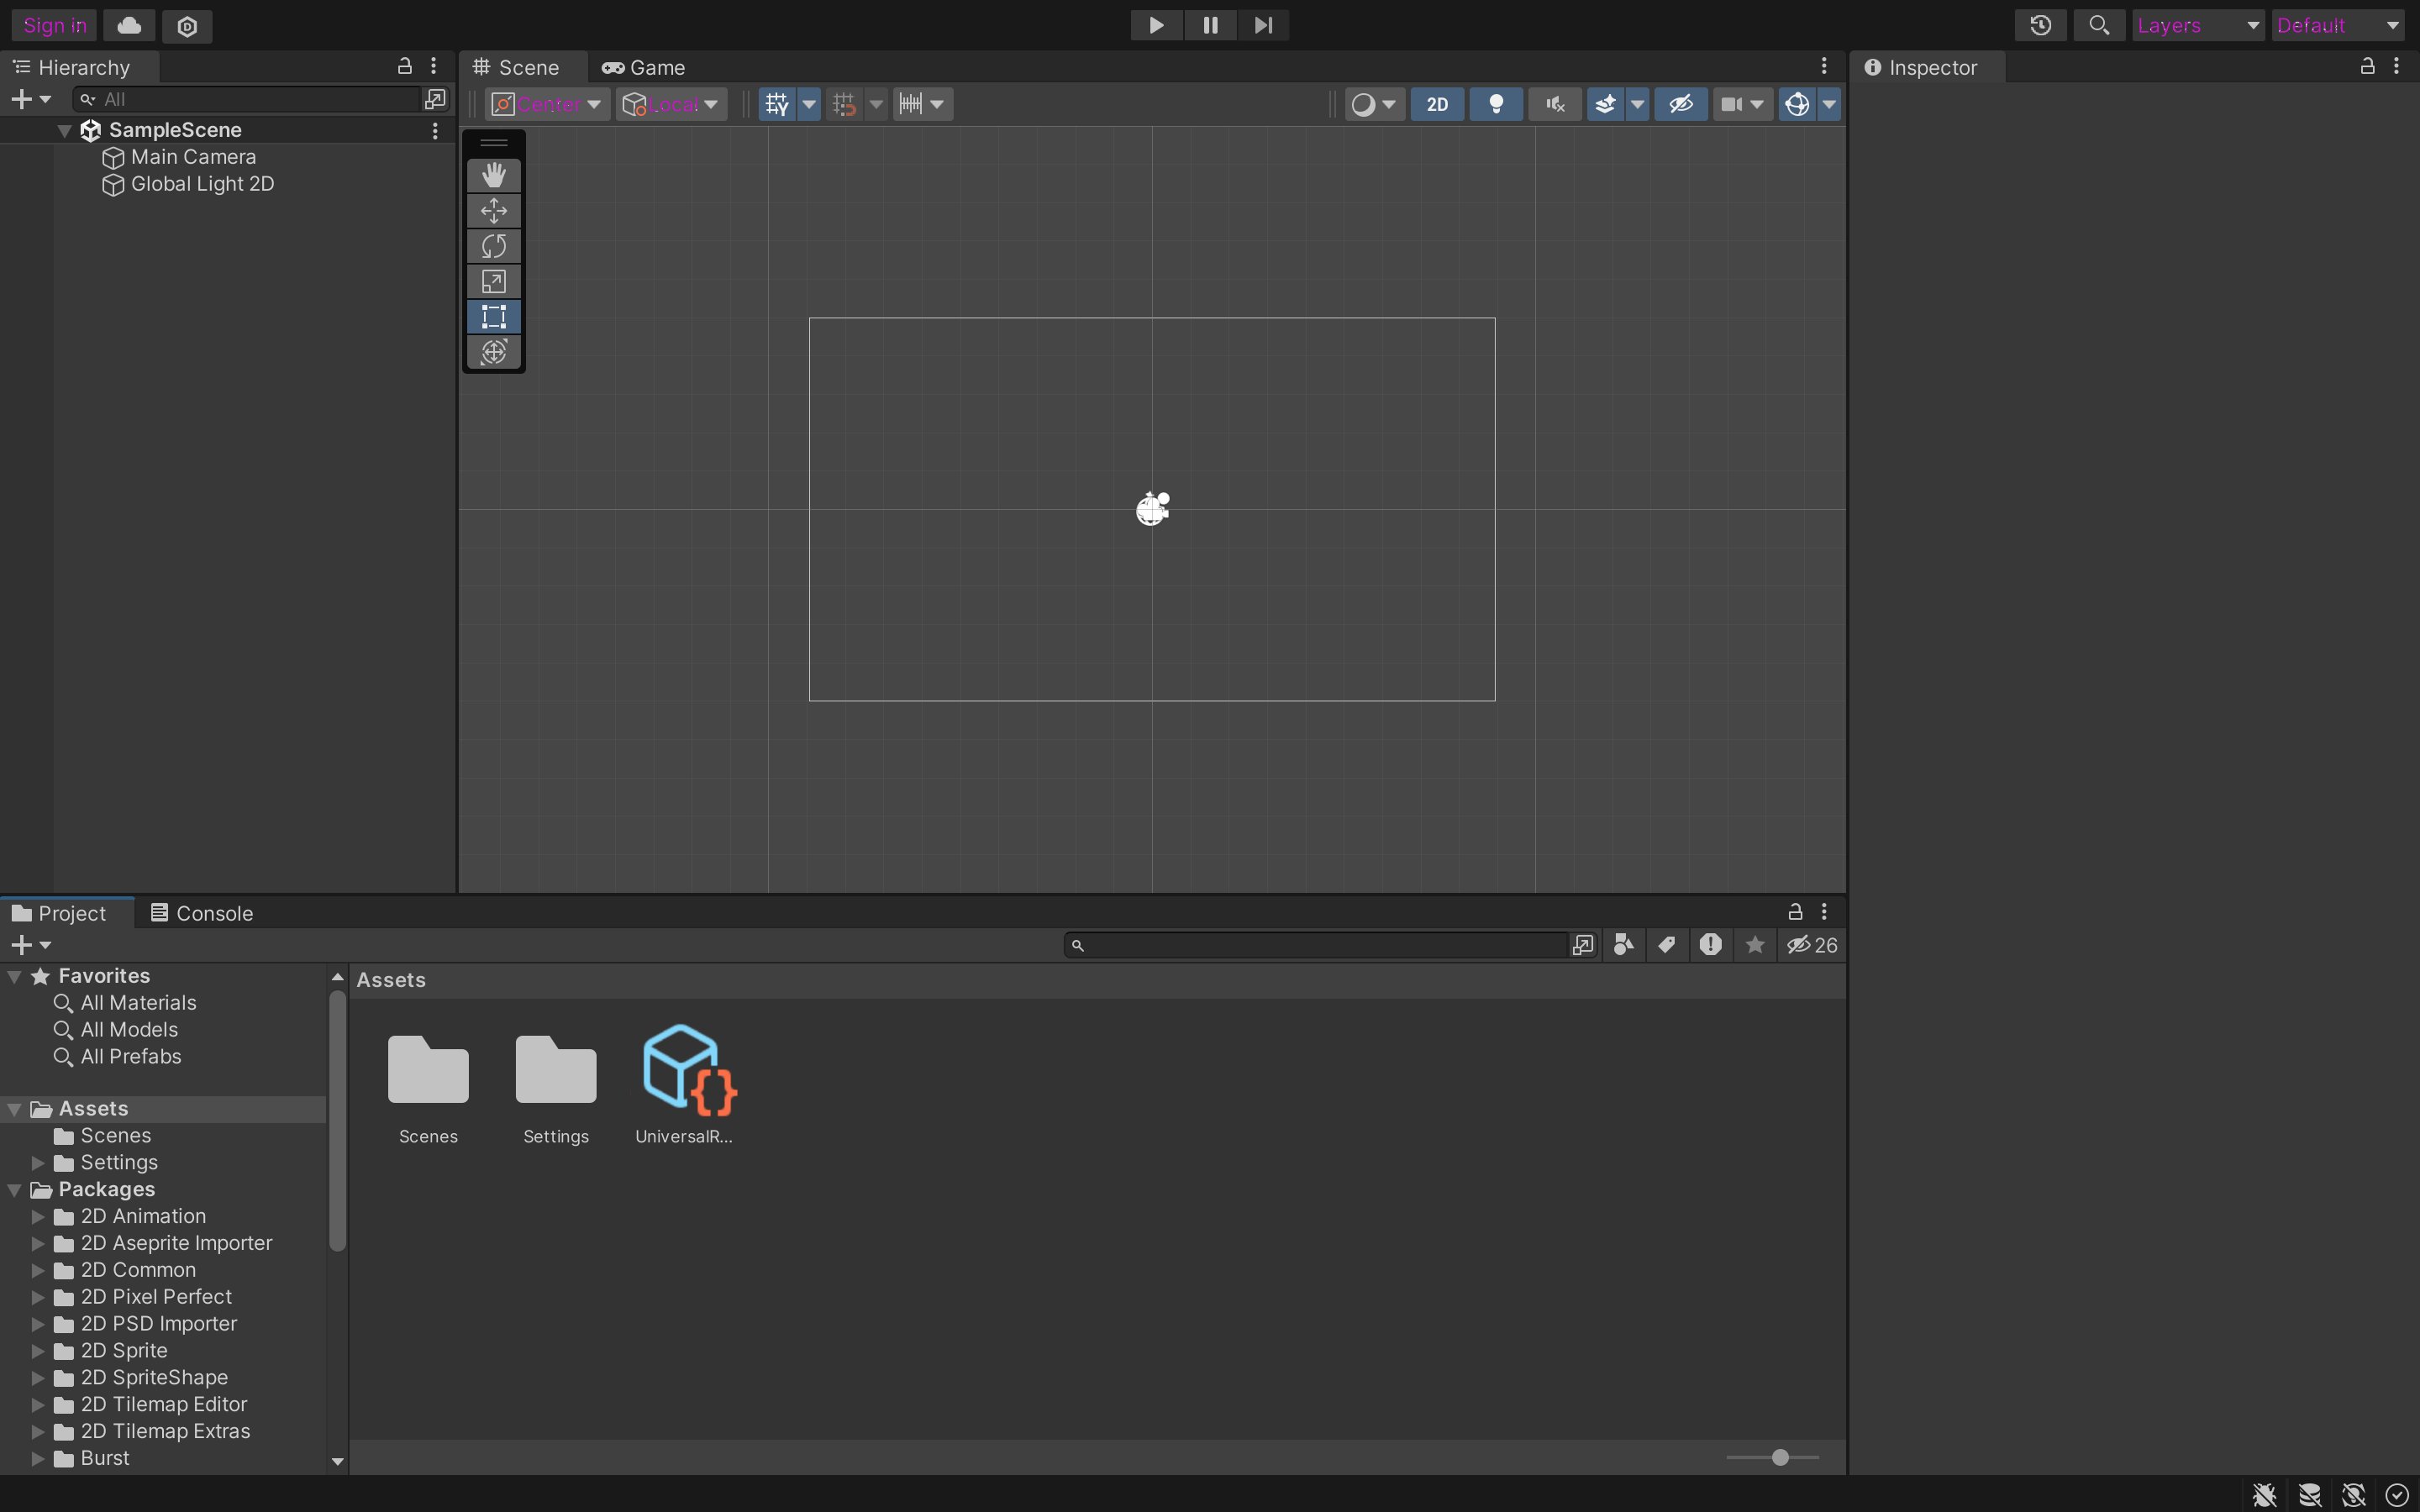 Sign in
Layers
Default
Hierarchy
Scene
Game
Inspector
All
Center
Local
2D
SampleScene
Main Camera
Global Light 2D
Project
Console
26
Favorites
All Materials
All Models
All Prefabs
Assets
Scenes
Settings
Packages
2D Animation
2D Aseprite Importer
2D Common
2D Pixel Perfect
2D PSD Importer
2D Sprite
2D SpriteShape
2D Tilemap Editor
2D Tilemap Extras
Burst
Assets
Scenes
Settings
UniversalR...